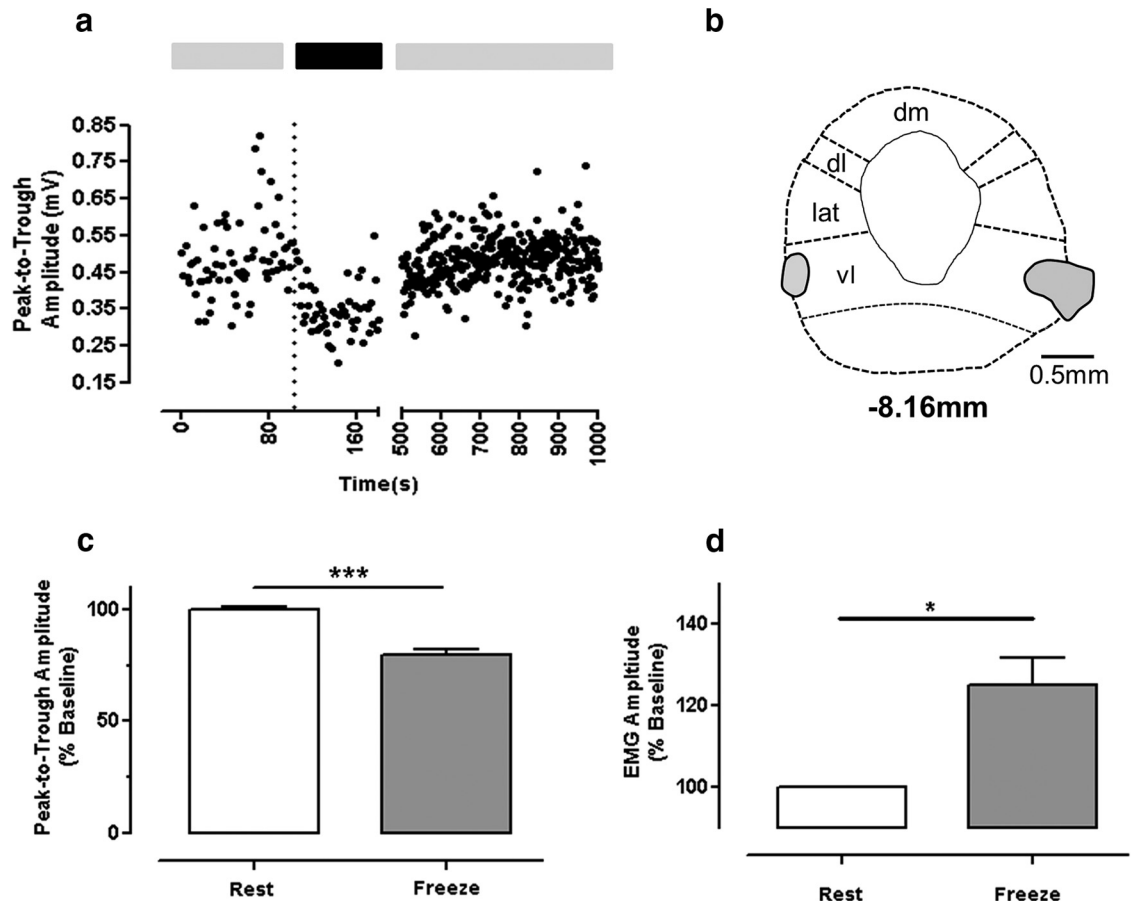 a
0.85
0.75
0.65
0.55
0.45
0.35
0.25
0.15
Peak-to-Trough
Amplitude (mV)
0
80
160
500
600
700
800
900
1000
Time(s)
b
dm
dl
lat
vl
0.5mm
-8.16mm
c
***
100
50
0
Peak-to-Trough Amplitude
(% Baseline)
Rest
Freeze
d
*
140
120
100
EMG Ampltiude
(% Baseline)
Rest
Freeze